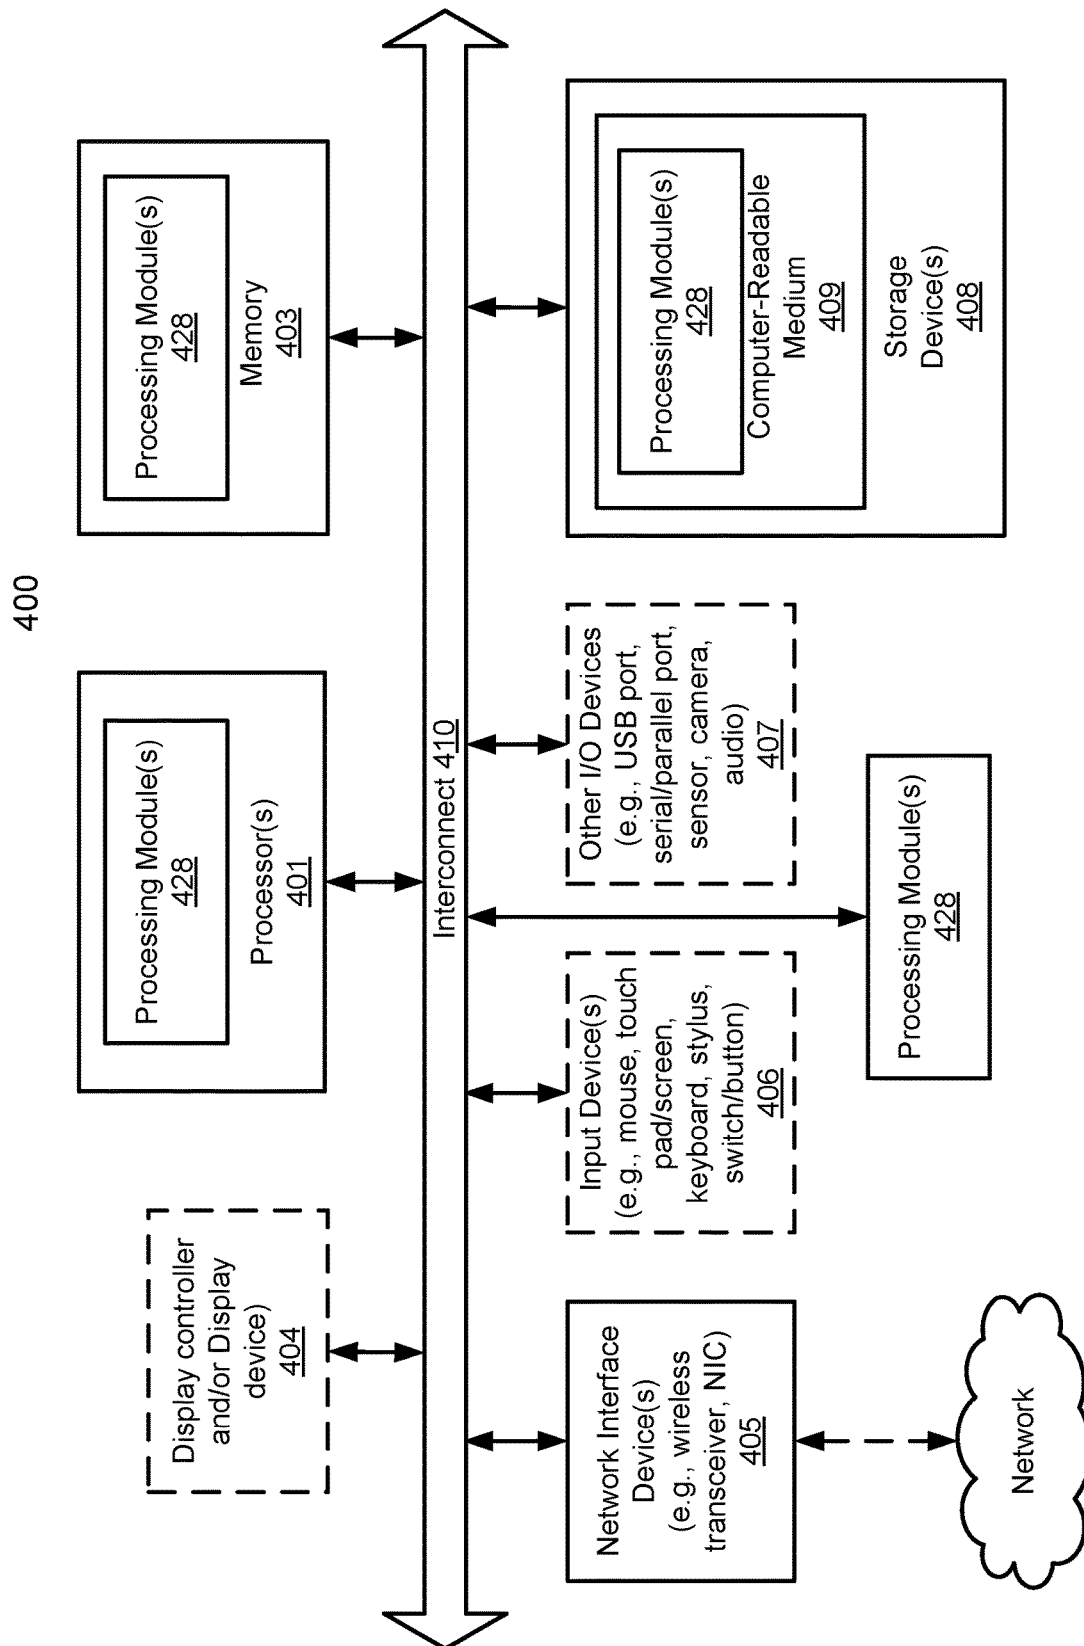 400
Display controller
and/or Display
device)
404
Processing Module(s)
428
Processor(s)
401
Processing Module(s)
428
Memory
403
Interconnect 410
Network Interface
Device(s)
(e.g., wireless
transceiver, NIC)
405
Input Device(s)
(e.g., mouse, touch
pad/screen,
keyboard, stylus,
switch/button)
406
Other I/O Devices
(e.g., USB port,
serial/parallel port,
sensor, camera,
audio)
407
Processing Module(s)
428
Computer-Readable
Medium
409
Storage
Device(s)
408
Processing Module(s)
428
Network